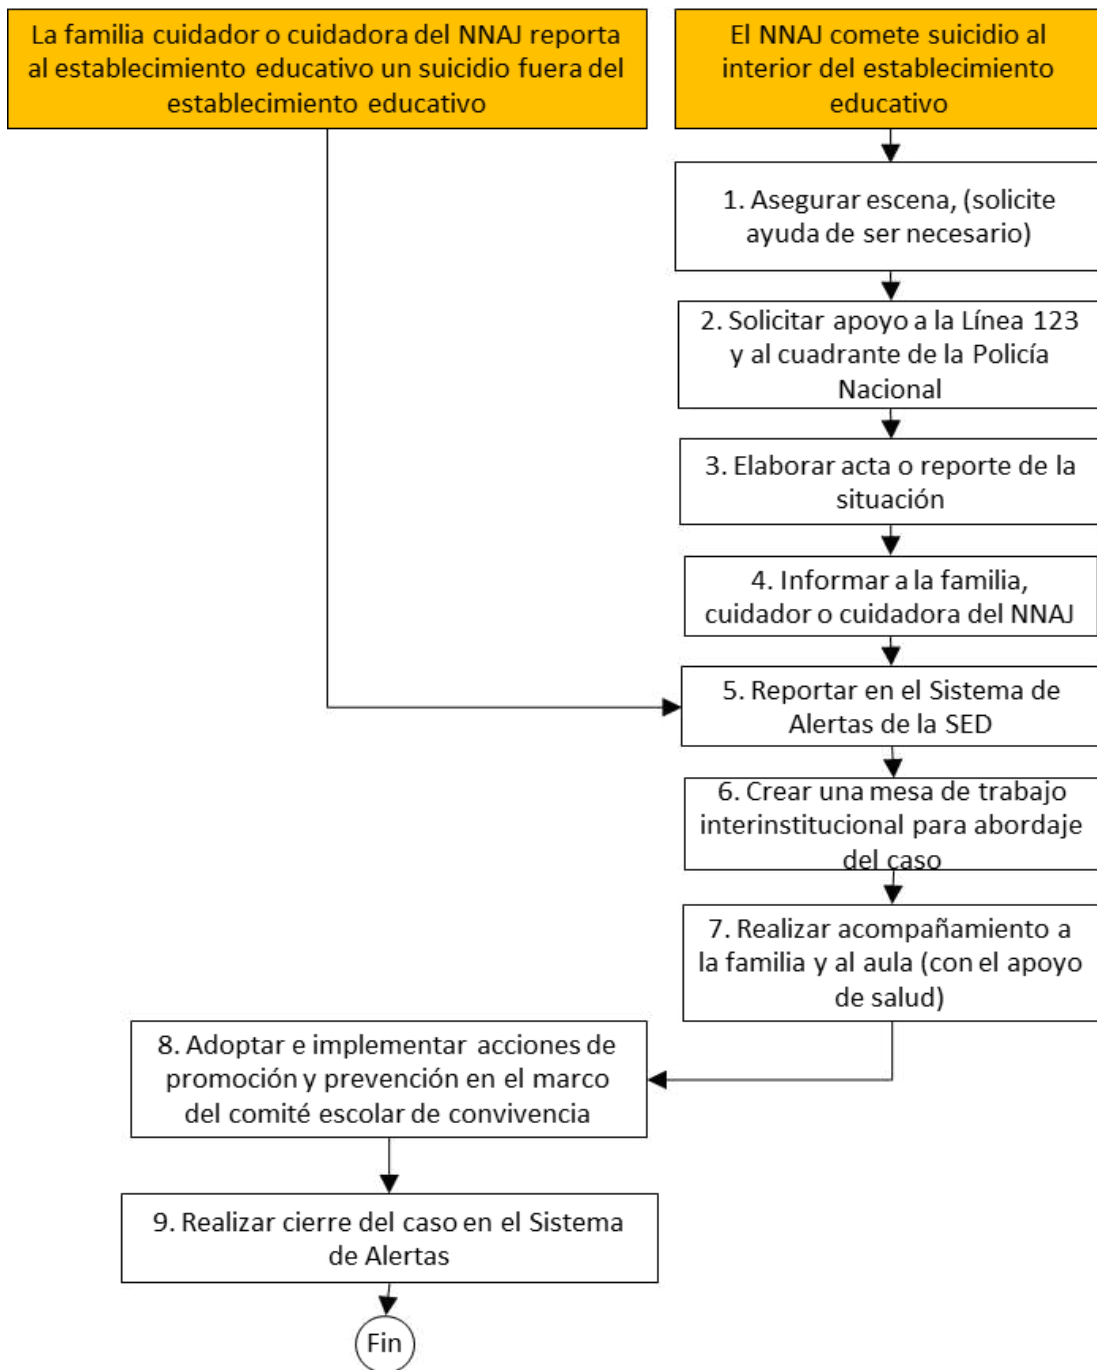 La familia cuidador o cuidadora del NNAJ reporta
al establecimiento educativo un suicidio fuera del
establecimiento educativo
El NNAJ comete suicidio al
interior del establecimiento
educativo
1. Asegurar escena, (solicite
ayuda de ser necesario)
2. Solicitar apoyo a la Línea 123
y al cuadrante de la Policía
Nacional
3. Elaborar acta o reporte de la
situación
4. Informar a la familia,
cuidador o cuidadora del NNAJ
5. Reportar en el Sistema de
Alertas de la SED
6. Crear una mesa de trabajo
interinstitucional para abordaje
del caso
7. Realizar acompañamiento a
la familia y al aula (con el apoyo
de salud)
8. Adoptar e implementar acciones de
promoción y prevención en el marco
del comité escolar de convivencia
9. Realizar cierre del caso en el Sistema
de Alertas
Fin